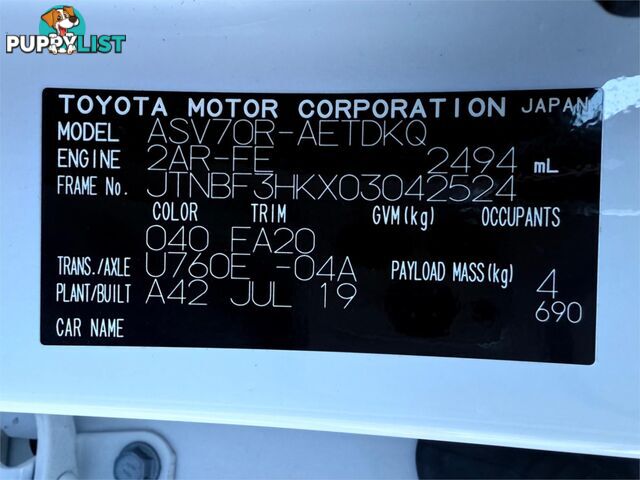 PUPPYLIST
TOYOTA MOTOR CORPORATION JAPAN
MODEL ASV70R-AETDKQ
ENGINE 2AR-FE 2494 mL
FRAME No. JTNBF3HKX03042524
COLOR TRIM GVM(kg) OCCUPANTS
040 FA20
TRANS./AXLE U760E -04A PAYLOAD MASS(kg) 4
PLANT/BUILT A42 JUL 19 690
CAR NAME